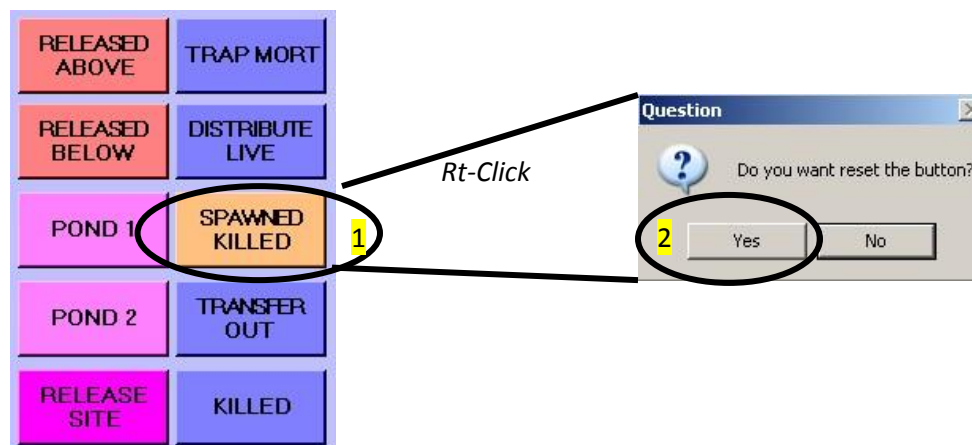 RELEASED
ABOVE
TRAP MORT
RELEASED
BELOW
DISTRIBUTE
LIVE
POND 1
SPAWNED
KILLED
1
POND 2
TRANSFER
OUT
RELEASE
SITE
KILLED
Rt-Click
Question
?
Do you want reset the button?
2
Yes
No